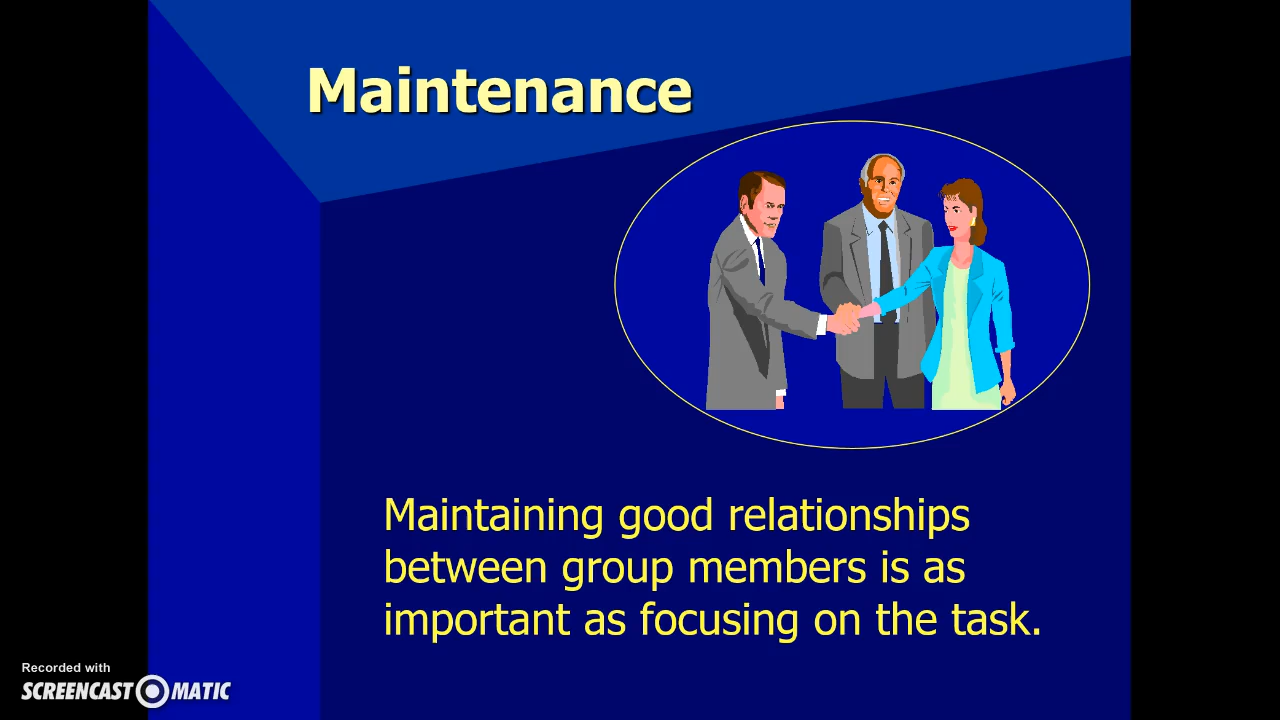 Maintenance
Maintaining good relationships
between group members is as
important as focusing on the task.
Recorded with
SCREENCAST MATIC